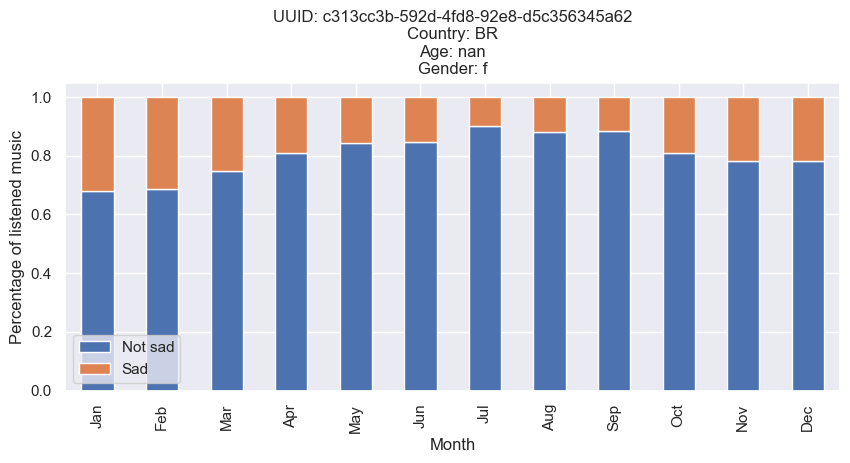 UUID: c313cc3b-592d-4fd8-92e8-d5c356345a62
Country: BR
Age: nan
Gender: f
Percentage of listened music
1.0
0.8
0.6
0.4
0.2
0.0
Not sad
Sad
Jan
Feb
Mar
Apr
May
Jun
Jul
Aug
Sep
Oct
Nov
Dec
Month